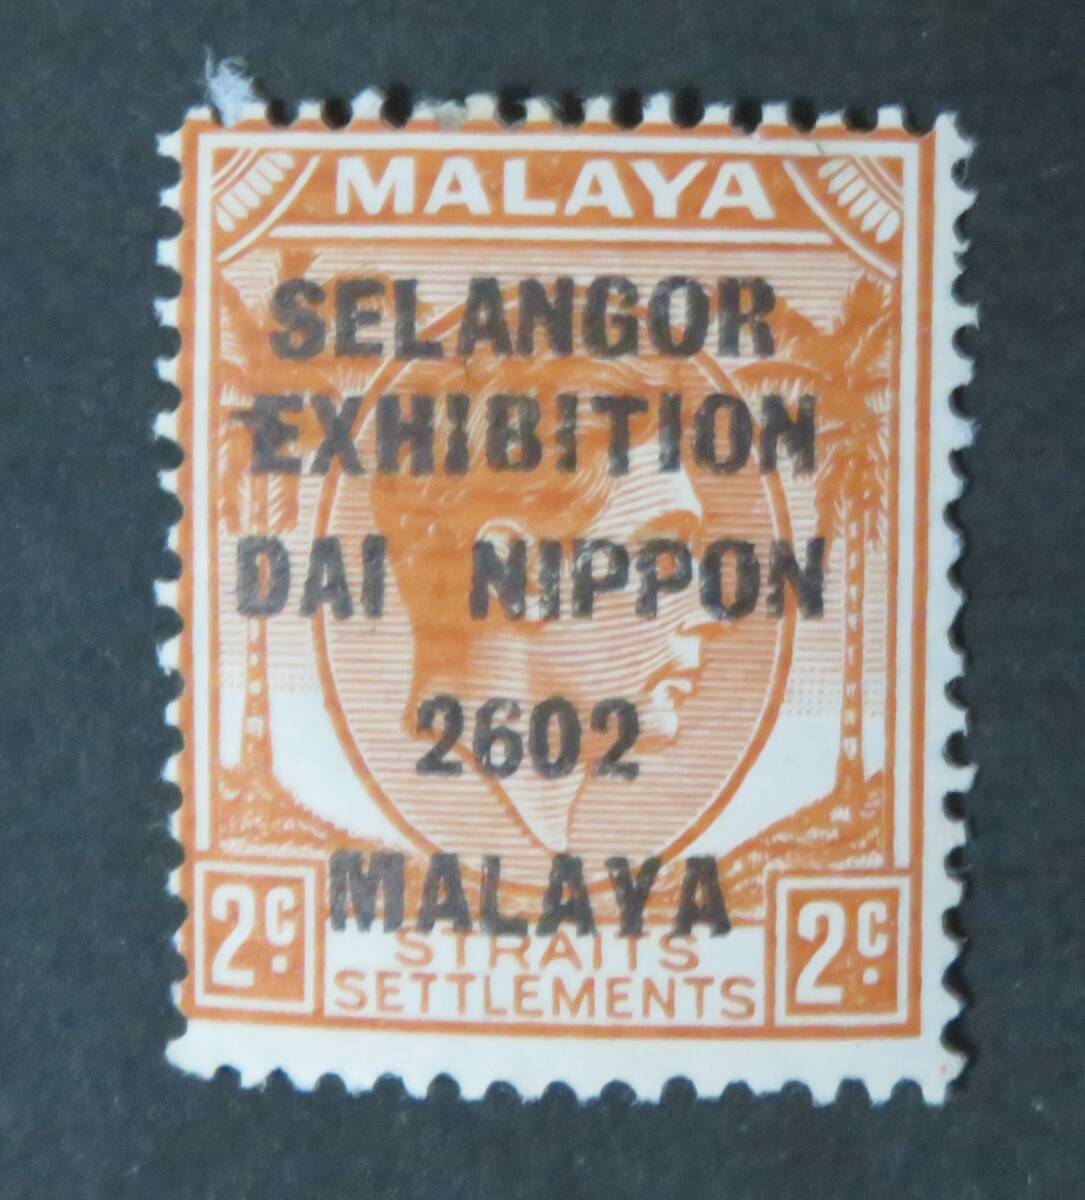 MALAYA
SELANGOR
EXHIBITION
DAI NIPPON
2602
MALAYA
2c. STRAITS 2c.
SETTLEMENTS